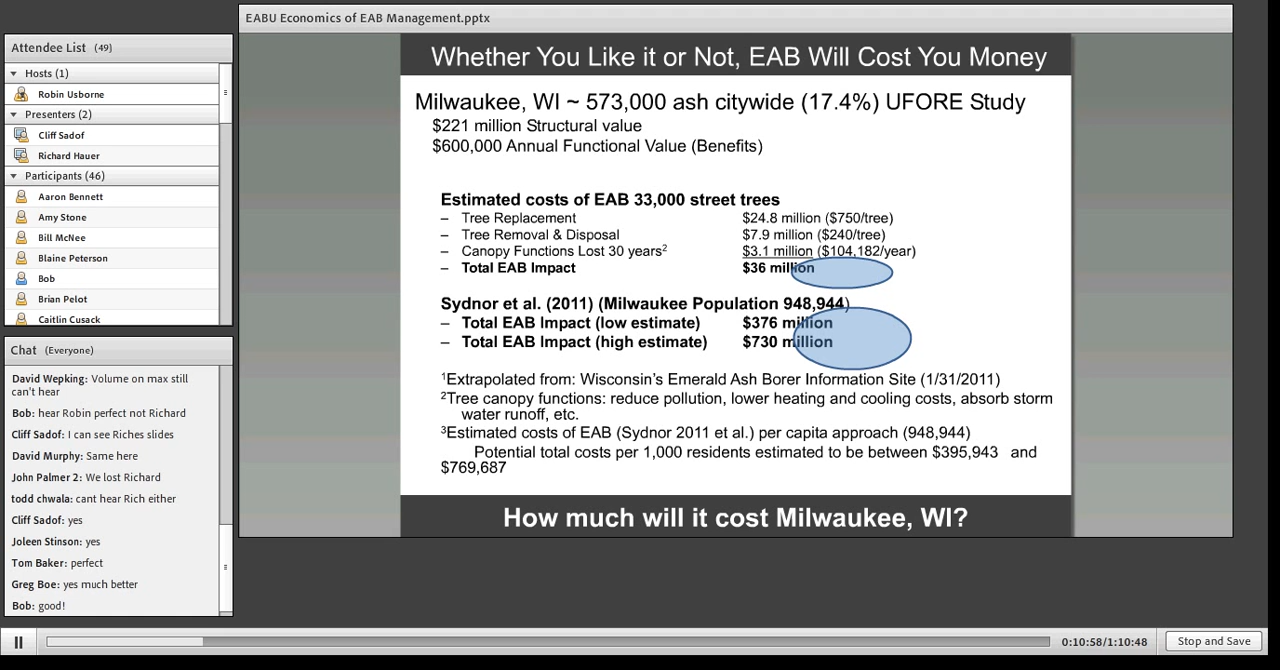 EABU Economics of EAB Management.pptx
Attendee List (49)
Hosts (1)
Robin Usborne
Presenters (2)
Cliff Sadof
Richard Hauer
Participants (46)
Aaron Bennett
Amy Stone
Bill McNee
Blaine Peterson
Bob
Brian Pelot
Caitlin Cusack
Chat (Everyone)
David Wepking: Volume on max still
can't hear
Bob: hear Robin perfect not Richard
Cliff Sadof: I can see Riches slides
David Murphy: Same here
John Palmer 2: We lost Richard
todd chwala: cant hear Rich either
Cliff Sadof: yes
Joleen Stinson: yes
Tom Baker: perfect
Greg Boe: yes much better
Bob: good!
Whether You Like it or Not, EAB Will Cost You Money
Milwaukee, WI ~ 573,000 ash citywide (17.4%) UFORE Study
$221 million Structural value
$600,000 Annual Functional Value (Benefits)
Estimated costs of EAB 33,000 street trees
– Tree Replacement $24.8 million ($750/tree)
– Tree Removal & Disposal $7.9 million ($240/tree)
– Canopy Functions Lost 30 years² $3.1 million ($104,182/year)
– Total EAB Impact $36 million
Sydnor et al. (2011) (Milwaukee Population 948,944)
– Total EAB Impact (low estimate) $376 million
– Total EAB Impact (high estimate) $730 million
¹Extrapolated from: Wisconsin's Emerald Ash Borer Information Site (1/31/2011)
²Tree canopy functions: reduce pollution, lower heating and cooling costs, absorb storm
water runoff, etc.
³Estimated costs of EAB (Sydnor 2011 et al.) per capita approach (948,944)
Potential total costs per 1,000 residents estimated to be between $395,943 and
$769,687
How much will it cost Milwaukee, WI?
0:10:58/1:10:48
Stop and Save